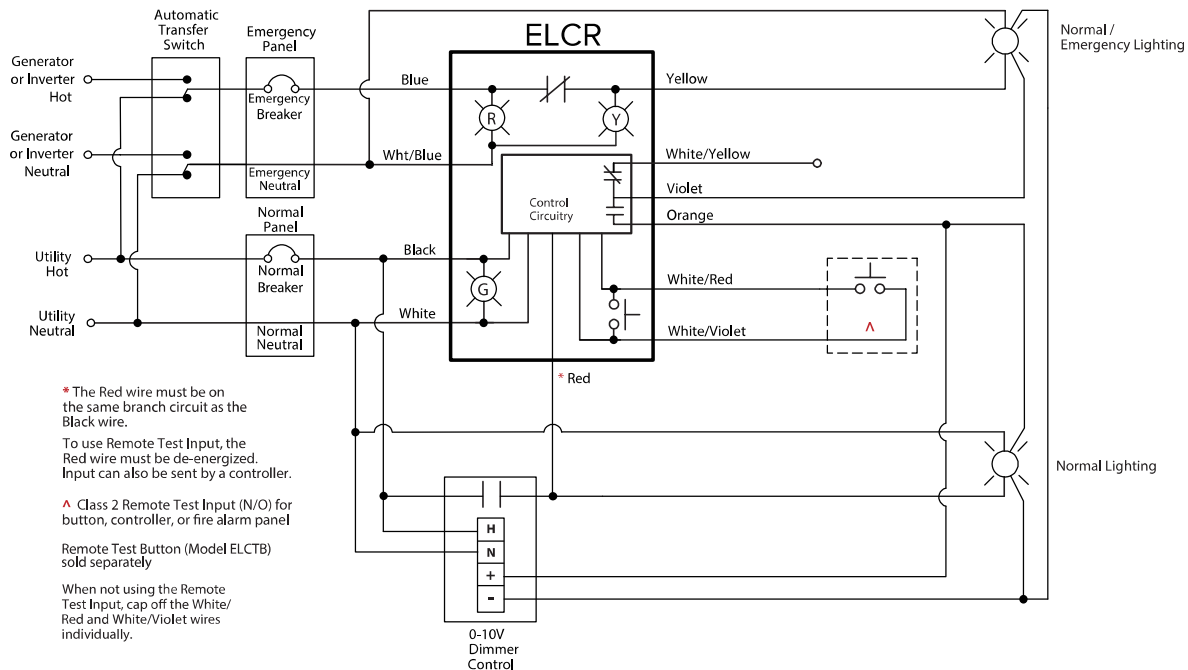 Automatic
Transfer
Switch
Emergency
Panel
ELCR
Normal /
Emergency Lighting
Generator
or Inverter
Hot
Blue
Yellow
Emergency
Breaker
R
Y
Generator
or Inverter
Neutral
Wht/Blue
White/Yellow
Emergency
Neutral
Violet
Control
Circuitry
Orange
Normal
Panel
Utility
Hot
Black
Normal
Breaker
G
White/Red
Utility
Neutral
White
Normal
Neutral
White/Violet
^
* Red
* The Red wire must be on
the same branch circuit as the
Black wire.
To use Remote Test Input, the
Red wire must be de-energized.
Input can also be sent by a controller.
^ Class 2 Remote Test Input (N/O) for
button, controller, or fire alarm panel
Remote Test Button (Model ELCTB)
sold separately
When not using the Remote
Test Input, cap off the White/
Red and White/Violet wires
individually.
Normal Lighting
H
N
+
-
0-10V
Dimmer
Control